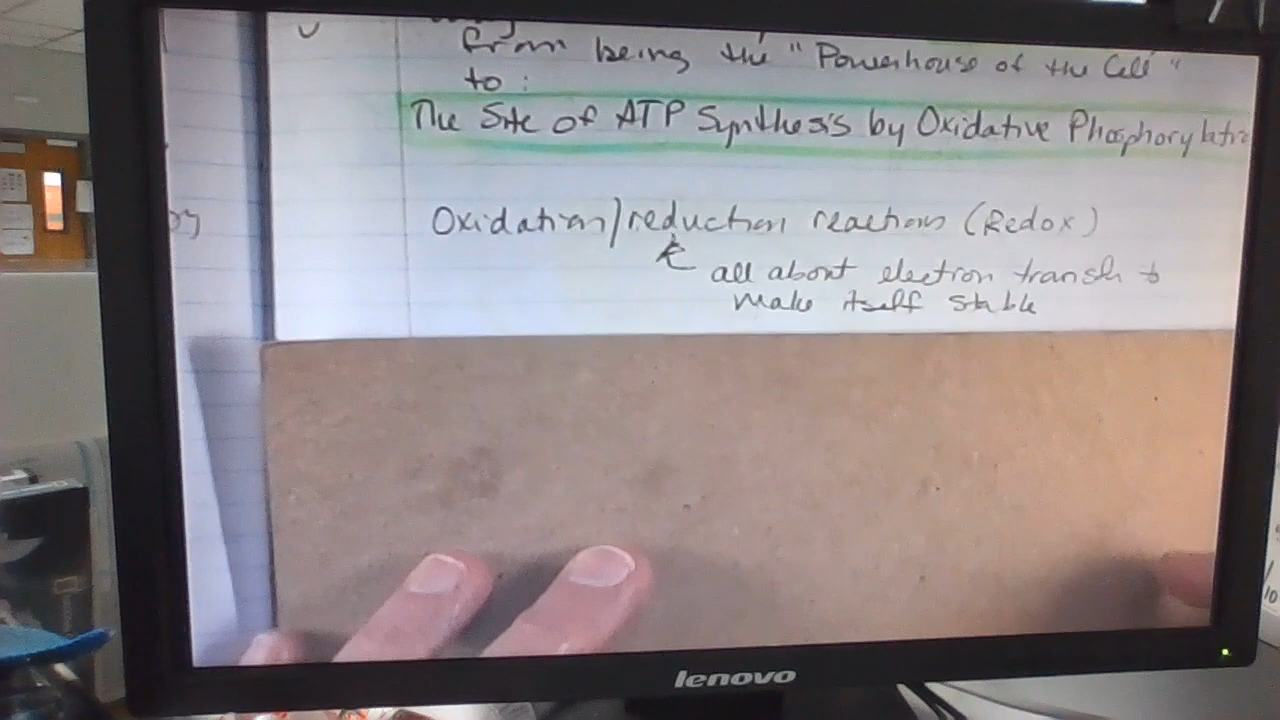 from being the "Powerhouse of the Cell"
to:
The Site of ATP Synthesis by Oxidative
Oxidation/reduction reactions (Redox)
all about electron transfer to
make itself stable
lenovo